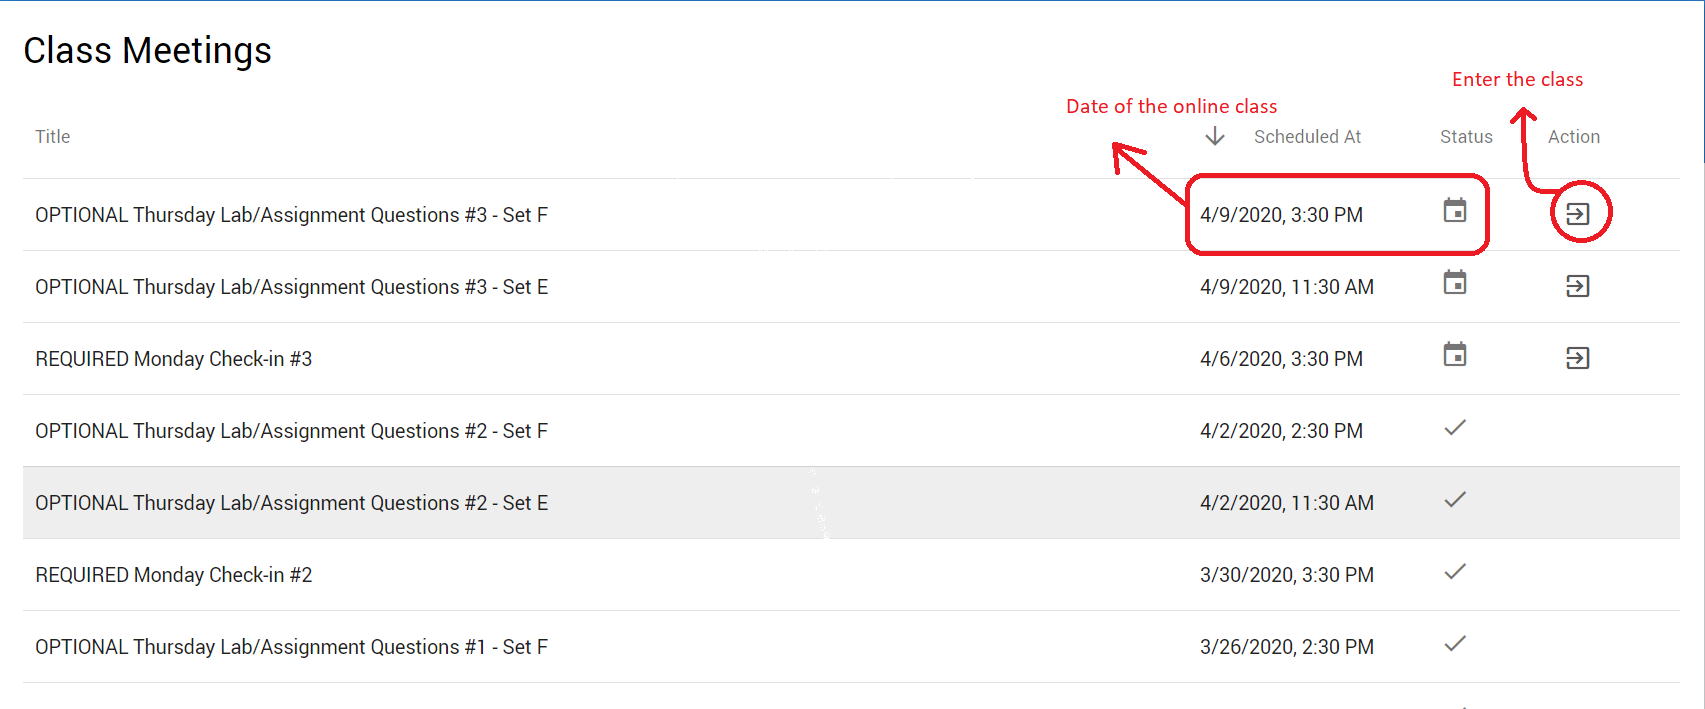 Class Meetings
Enter the class
Date of the online class
Title Scheduled At Status Action
OPTIONAL Thursday Lab/Assignment Questions #3 - Set F 4/9/2020, 3:30 PM
OPTIONAL Thursday Lab/Assignment Questions #3 - Set E 4/9/2020, 11:30 AM
REQUIRED Monday Check-in #3 4/6/2020, 3:30 PM
OPTIONAL Thursday Lab/Assignment Questions #2 - Set F 4/2/2020, 2:30 PM
OPTIONAL Thursday Lab/Assignment Questions #2 - Set E 4/2/2020, 11:30 AM
REQUIRED Monday Check-in #2 3/30/2020, 3:30 PM
OPTIONAL Thursday Lab/Assignment Questions #1 - Set F 3/26/2020, 2:30 PM